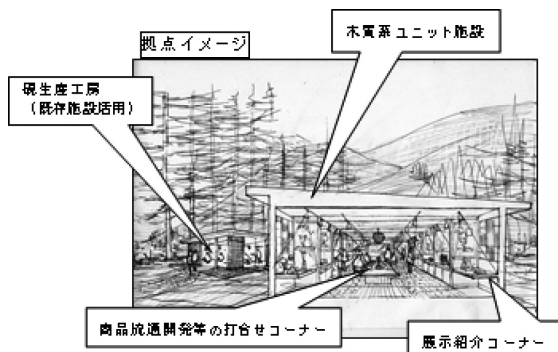 拠点イメージ
木質系ユニット施設
硯生産工房
（既存施設活用）
商品流通開発等の打合せコーナー
展示紹介コーナー